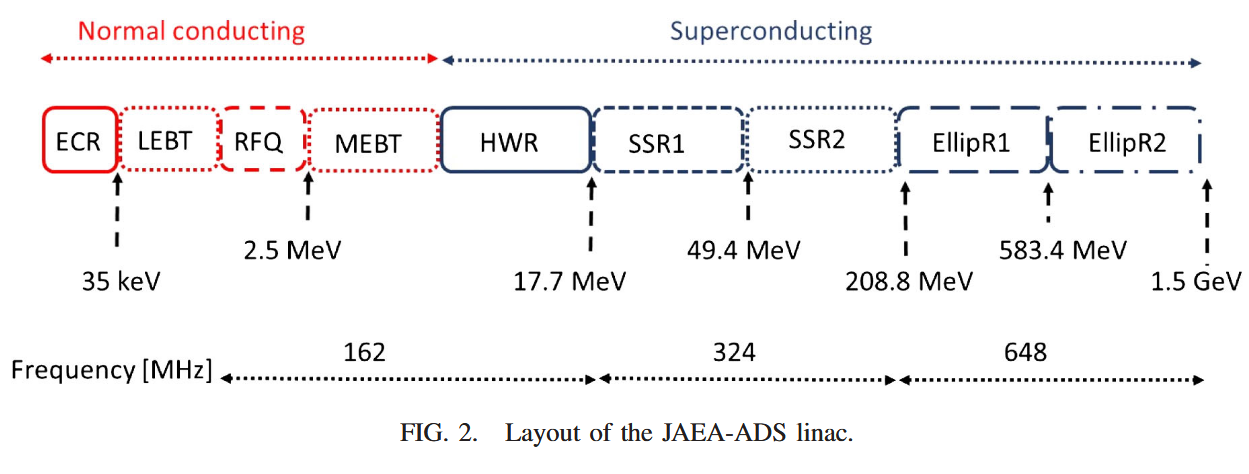 Normal conducting
Superconducting
ECR
LEBT
RFQ
MEBT
HWR
SSR1
SSR2
EllipR1
EllipR2
35 keV
2.5 MeV
17.7 MeV
49.4 MeV
208.8 MeV
583.4 MeV
1.5 GeV
Frequency [MHz]
162
324
648
FIG. 2. Layout of the JAEA-ADS linac.